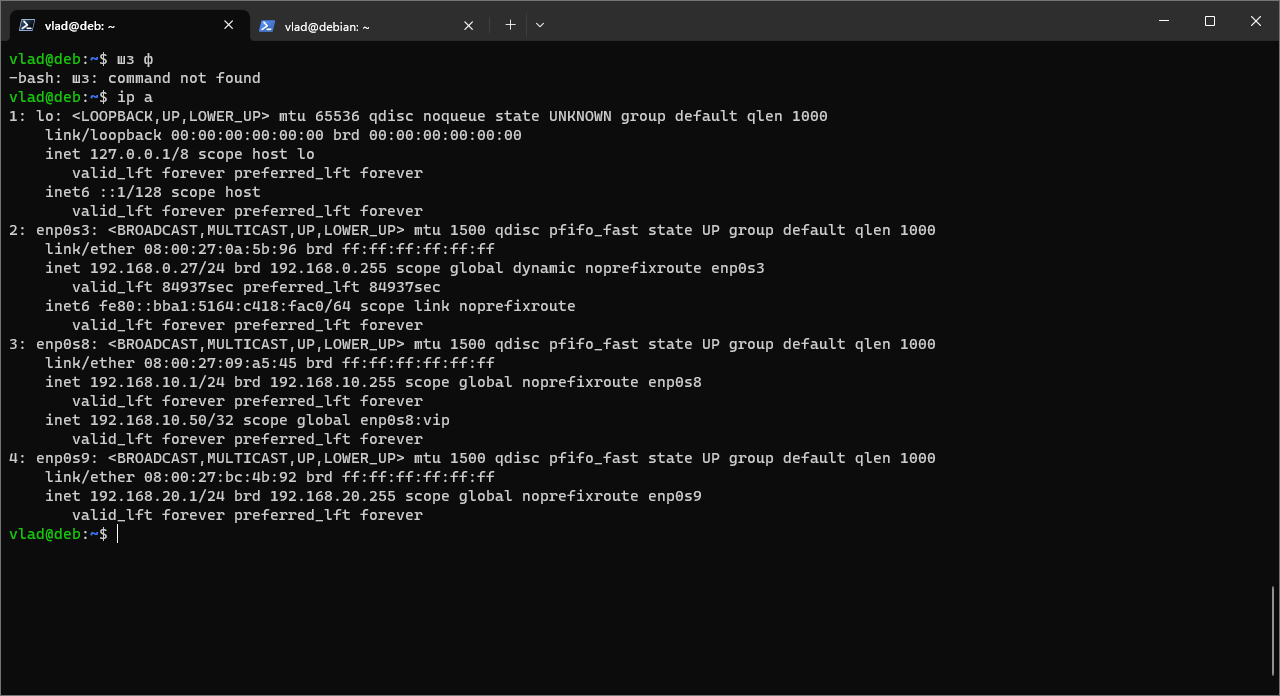 vlad@deb: ~
vlad@debian: ~
vlad@deb:~$ шз ф
-bash: шз: command not found
vlad@deb:~$ ip a
1: lo: <LOOPBACK,UP,LOWER_UP> mtu 65536 qdisc noqueue state UNKNOWN group default qlen 1000
    link/loopback 00:00:00:00:00:00 brd 00:00:00:00:00:00
    inet 127.0.0.1/8 scope host lo
       valid_lft forever preferred_lft forever
    inet6 ::1/128 scope host
       valid_lft forever preferred_lft forever
2: enp0s3: <BROADCAST,MULTICAST,UP,LOWER_UP> mtu 1500 qdisc pfifo_fast state UP group default qlen 1000
    link/ether 08:00:27:0a:5b:96 brd ff:ff:ff:ff:ff:ff
    inet 192.168.0.27/24 brd 192.168.0.255 scope global dynamic noprefixroute enp0s3
       valid_lft 84937sec preferred_lft 84937sec
    inet6 fe80::bba1:5164:c418:fac0/64 scope link noprefixroute
       valid_lft forever preferred_lft forever
3: enp0s8: <BROADCAST,MULTICAST,UP,LOWER_UP> mtu 1500 qdisc pfifo_fast state UP group default qlen 1000
    link/ether 08:00:27:09:a5:45 brd ff:ff:ff:ff:ff:ff
    inet 192.168.10.1/24 brd 192.168.10.255 scope global noprefixroute enp0s8
       valid_lft forever preferred_lft forever
    inet 192.168.10.50/32 scope global enp0s8:vip
       valid_lft forever preferred_lft forever
4: enp0s9: <BROADCAST,MULTICAST,UP,LOWER_UP> mtu 1500 qdisc pfifo_fast state UP group default qlen 1000
    link/ether 08:00:27:bc:4b:92 brd ff:ff:ff:ff:ff:ff
    inet 192.168.20.1/24 brd 192.168.20.255 scope global noprefixroute enp0s9
       valid_lft forever preferred_lft forever
vlad@deb:~$